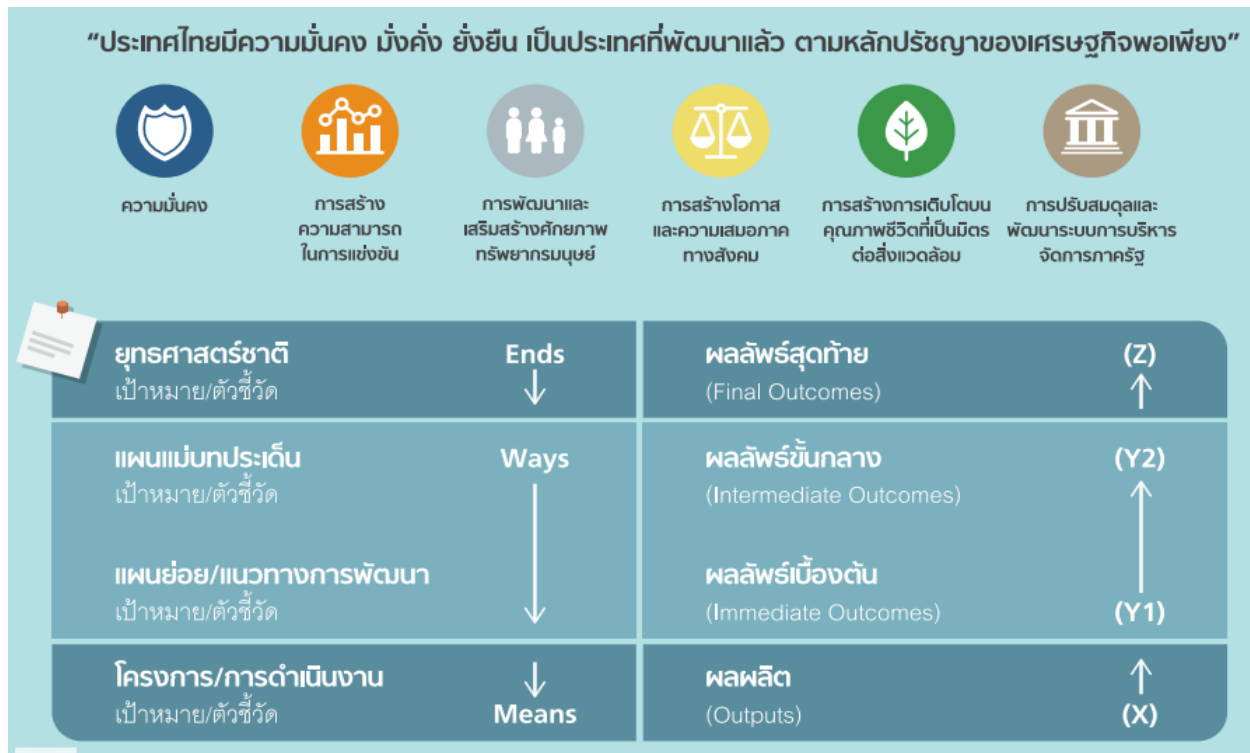 “ประเทศไทยมีความมั่นคง มั่งคั่ง ยั่งยืน เป็นประเทศที่พัฒนาแล้ว ตามหลักปรัชญาของเศรษฐกิจพอเพียง”
ความมั่นคง
การสร้าง
ความสามารถ
ในการแข่งขัน
การพัฒนาและ
เสริมสร้างศักยภาพ
ทรัพยากรมนุษย์
การสร้างโอกาส
และความเสมอภาค
ทางสังคม
การสร้างการเติบโตบน
คุณภาพชีวิตที่เป็นมิตร
ต่อสิ่งแวดล้อม
การปรับสมดุลและ
พัฒนาระบบการบริหาร
จัดการภาครัฐ
ยุทธศาสตร์ชาติ Ends
เป้าหมาย/ตัวชี้วัด
ผลลัพธ์สุดท้าย (Z)
(Final Outcomes)
แผนแม่บทประเด็น Ways
เป้าหมาย/ตัวชี้วัด
ผลลัพธ์ขั้นกลาง (Y2)
(Intermediate Outcomes)
แผนย่อย/แนวทางการพัฒนา
เป้าหมาย/ตัวชี้วัด
ผลลัพธ์เบื้องต้น
(Immediate Outcomes) (Y1)
โครงการ/การดำเนินงาน
เป้าหมาย/ตัวชี้วัด Means
ผลผลิต
(Outputs) (X)